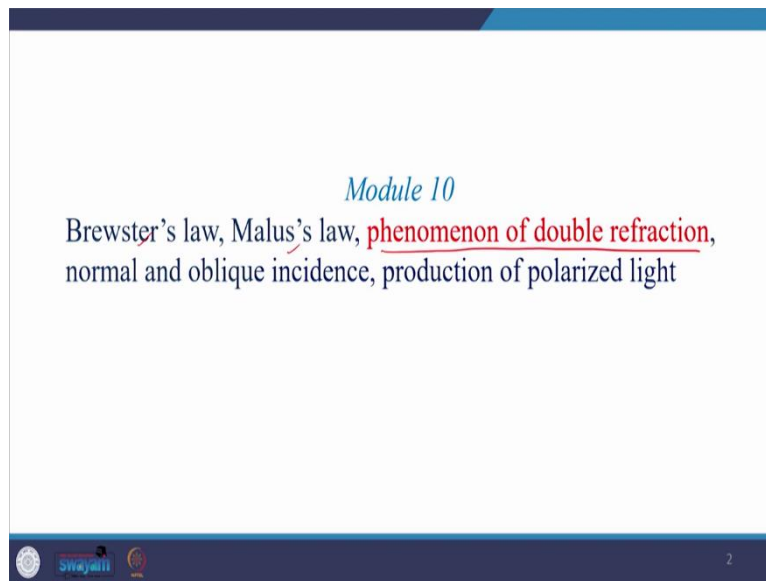 Module 10
Brewster's law, Malus's law, phenomenon of double refraction,
normal and oblique incidence, production of polarized light
swayam
2